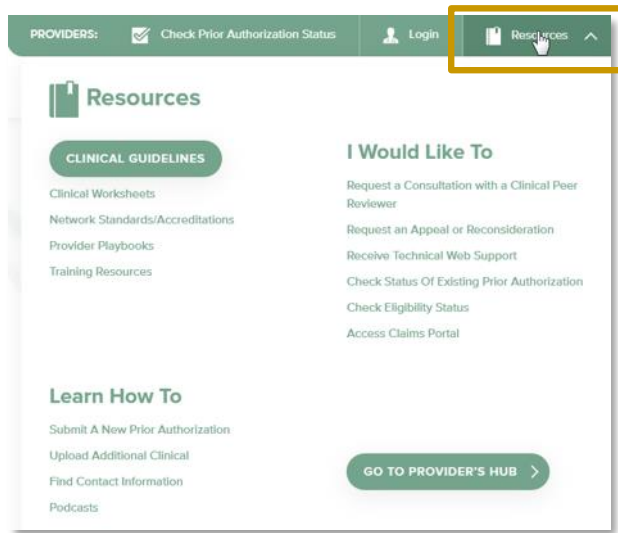 PROVIDERS: Check Prior Authorization Status Login Resources
Resources
CLINICAL GUIDELINES
Clinical Worksheets
Network Standards/Accreditations
Provider Playbooks
Training Resources
I Would Like To
Request a Consultation with a Clinical Peer
Reviewer
Request an Appeal or Reconsideration
Receive Technical Web Support
Check Status Of Existing Prior Authorization
Check Eligibility Status
Access Claims Portal
Learn How To
Submit A New Prior Authorization
Upload Additional Clinical
Find Contact Information
Podcasts
GO TO PROVIDER'S HUB